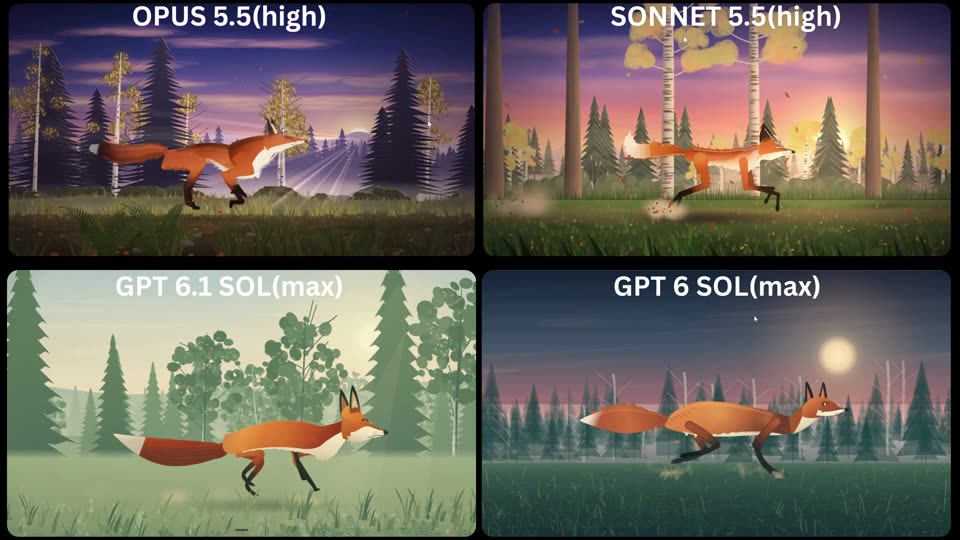 OPUS 5.5(high)
SONNET 5.5(high)
GPT 6.1 SOL(max)
GPT 6 SOL(max)